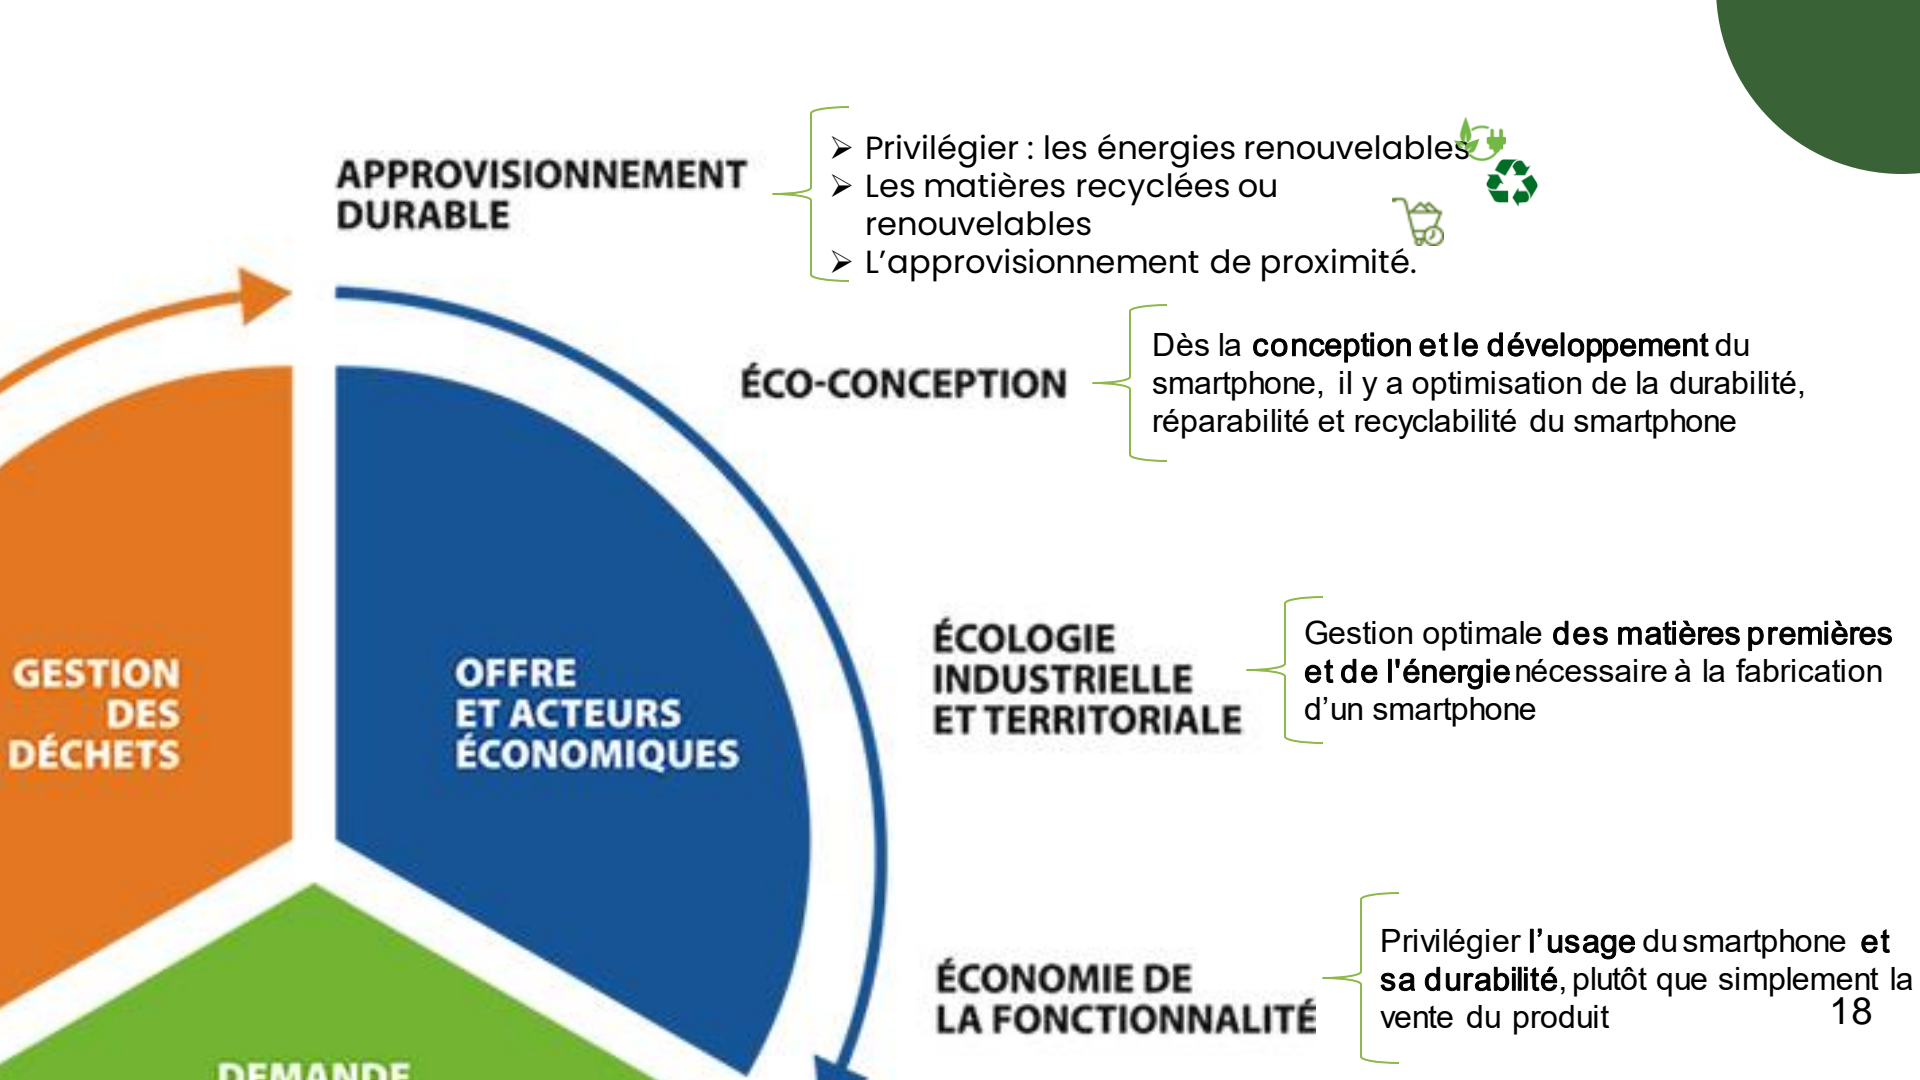 APPROVISIONNEMENT
DURABLE
➢ Privilégier : les énergies renouvelables
➢ Les matières recyclées ou
renouvelables
➢ L’approvisionnement de proximité.
ÉCO-CONCEPTION
Dès la conception et le développement du
smartphone, il y a optimisation de la durabilité,
réparabilité et recyclabilité du smartphone
GESTION
DES
DÉCHETS
OFFRE
ET ACTEURS
ÉCONOMIQUES
ÉCOLOGIE
INDUSTRIELLE
ET TERRITORIALE
Gestion optimale des matières premières
et de l'énergie nécessaire à la fabrication
d’un smartphone
ÉCONOMIE DE
LA FONCTIONNALITÉ
Privilégier l’usage du smartphone et
sa durabilité, plutôt que simplement la
vente du produit
18
DEMANDE